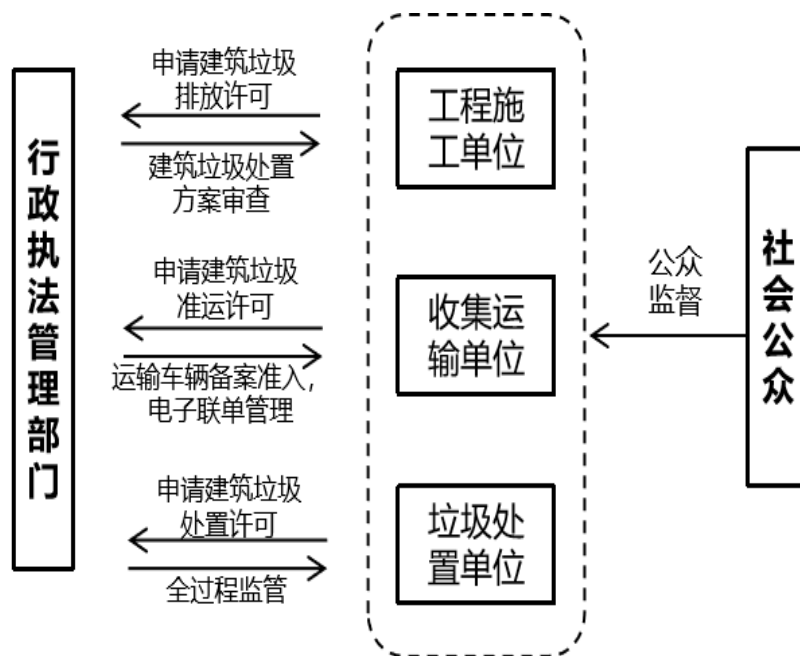 行政执法管理部门
申请建筑垃圾
排放许可
建筑垃圾处置
方案审查
工程施
工单位
申请建筑垃圾
准运许可
运输车辆备案准入，
电子联单管理
收集运
输单位
申请建筑垃圾
处置许可
全过程监管
垃圾处
置单位
公众
监督
社会公众